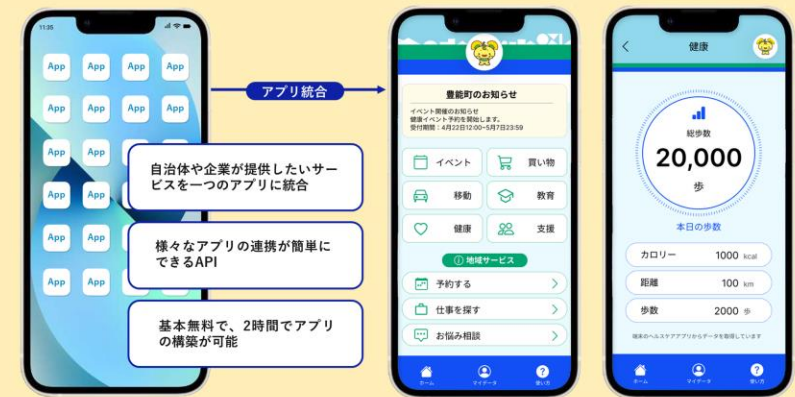 11:35
App App App App
App App App App
App
App
App App
App App
自治体や企業が提供したいサー
ビスを一つのアプリに統合
様々なアプリの連携が簡単に
できるAPI
基本無料で、2時間でアプリ
の構築が可能
アプリ統合
豊能町のお知らせ
イベント開催のお知らせ
健康イベント予約を開始し
ます。
受付期間：4月22日12:00~5月7日23:59
イベント 買い物
移動 教育
健康 支援
地域サービス
予約する
仕事を探す
お悩み相談
ホーム マイデータ 使い方
健康
総歩数
20,000
歩
本日の歩数
カロリー 1000 kcal
距離 100 km
歩数 2000 歩
端末のヘルスケアアプリからデータを取得しています
ホーム マイデータ 使い方